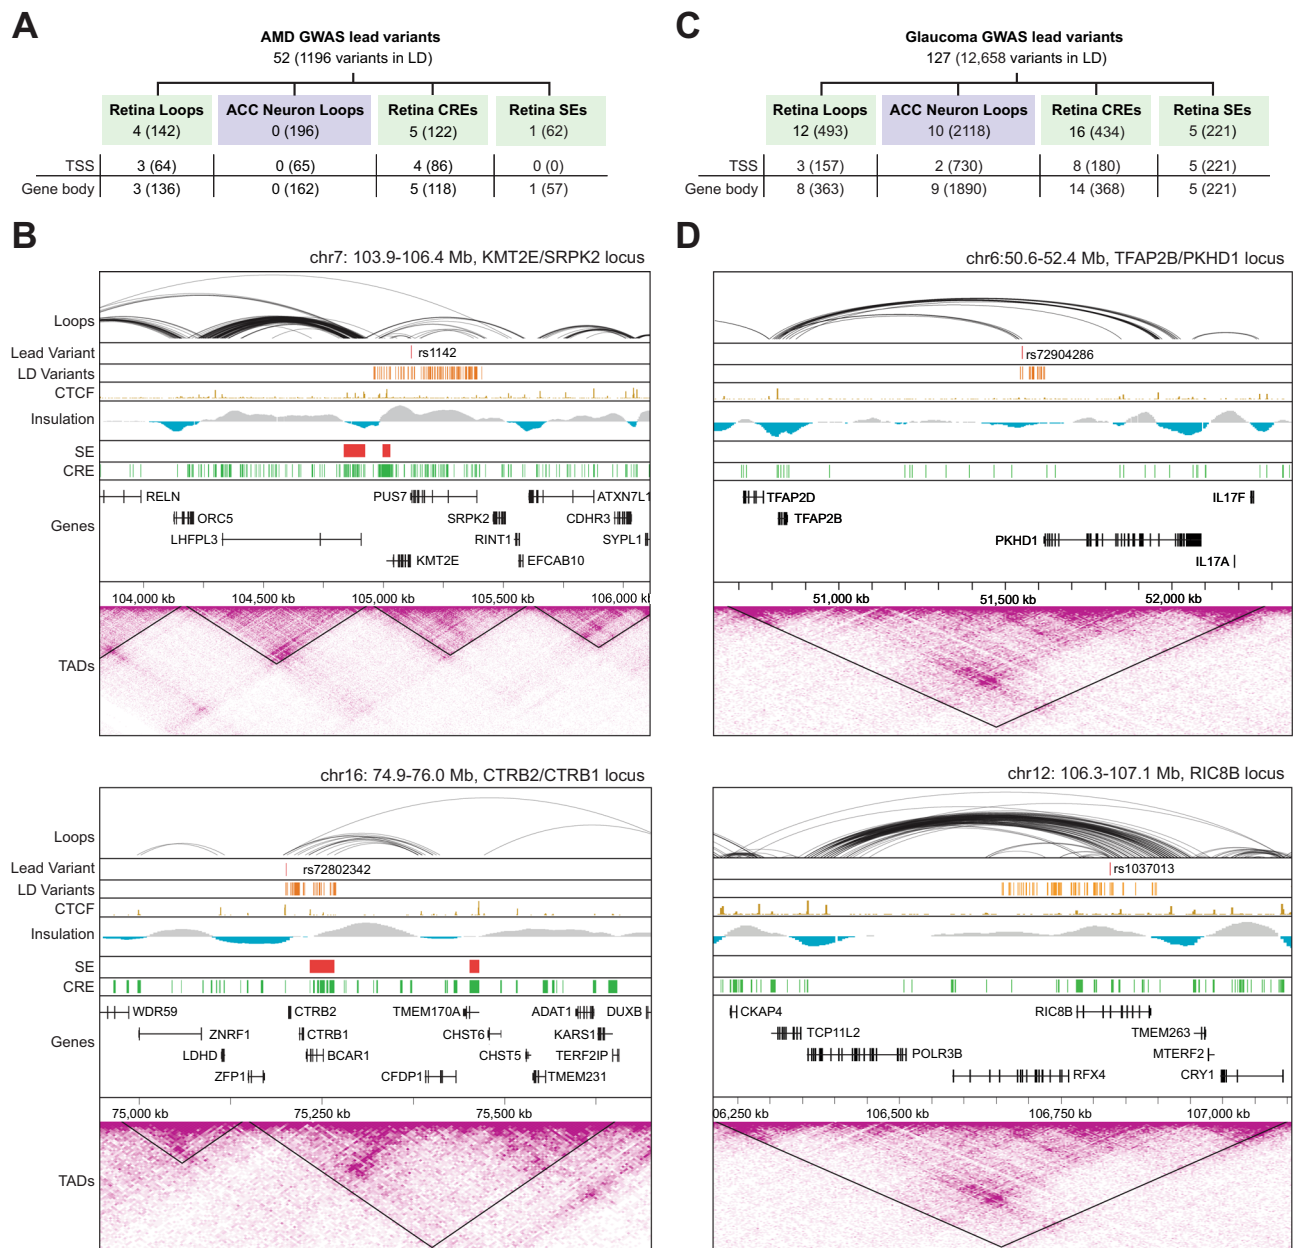 A
AMD GWAS lead variants
52 (1196 variants in LD)
Retina Loops ACC Neuron Loops Retina CREs Retina SEs
4 (142) 0 (196) 5 (122) 1 (62)
TSS 3 (64) 0 (65) 4 (86) 0 (0)
Gene body 3 (136) 0 (162) 5 (118) 1 (57)
C
Glaucoma GWAS lead variants
127 (12,658 variants in LD)
Retina Loops ACC Neuron Loops Retina CREs Retina SEs
12 (493) 10 (2118) 16 (434) 5 (221)
TSS 3 (157) 2 (730) 8 (180) 5 (221)
Gene body 8 (363) 9 (1890) 14 (368) 5 (221)
B
chr7: 103.9-106.4 Mb, KMT2E/SRPK2 locus
Loops
Lead Variant rs1142
LD Variants
CTCF
Insulation
SE
CRE
Genes
RELN PUS7 ATXN7L1
ORC5 SRPK2 CDHR3
LHFPL3 RINT1 SYPL1
KMT2E EFCAB10
104,000 kb 104,500 kb 105,000 kb 105,500 kb 106,000 k
TADs
chr16: 74.9-76.0 Mb, CTRB2/CTRB1 locus
Loops
Lead Variant rs72802342
LD Variants
CTCF
Insulation
SE
CRE
Genes
WDR59 CTRB2 TMEM170A ADAT1 DUXB
ZNRF1 CTRB1 CHST6 KARS1
LDHD BCAR1 CHST5 TERF2IP
ZFP1 CFDP1 TMEM231
75,000 kb 75,250 kb 75,500 kb
TADs
D
chr6:50.6-52.4 Mb, TFAP2B/PKHD1 locus
rs72904286
TFAP2D IL17F
TFAP2B
PKHD1
IL17A
51,000 kb 51,500 kb 52,000 kb
chr12: 106.3-107.1 Mb, RIC8B locus
rs1037013
CKAP4 RIC8B
TCP11L2 TMEM263
POLR3B MTERF2
RFX4 CRY1
06,250 kb 106,500 kb 106,750 kb 107,000 kb